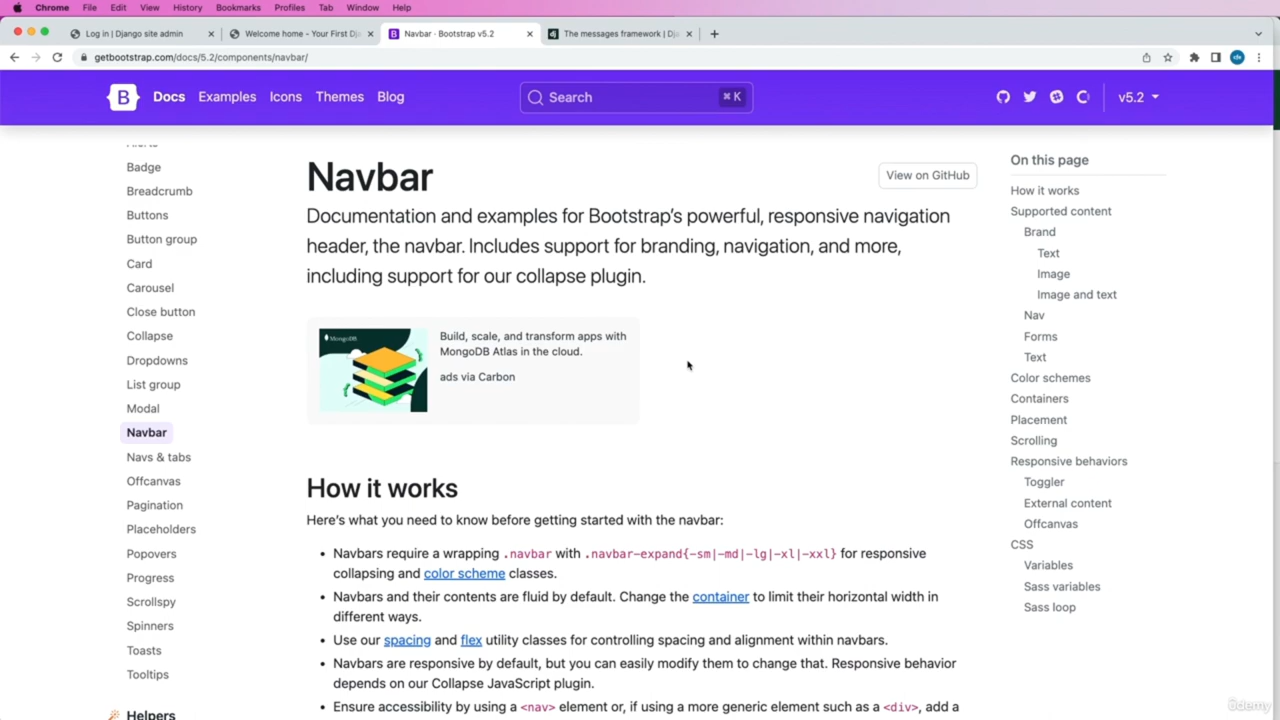 Chrome File Edit View History Bookmarks Profiles Tab Window Help
Log in | Django site admin
Welcome home - Your First Dj
Navbar · Bootstrap v5.2
The messages framework | Dj
getbootstrap.com/docs/5.2/components/navbar/
B Docs Examples Icons Themes Blog
Search ⌘ K
v5.2
Alerts
Badge
Breadcrumb
Buttons
Button group
Card
Carousel
Close button
Collapse
Dropdowns
List group
Modal
Navbar
Navs & tabs
Offcanvas
Pagination
Placeholders
Popovers
Progress
Scrollspy
Spinners
Toasts
Tooltips
Helpers
Navbar
View on GitHub
Documentation and examples for Bootstrap's powerful, responsive navigation
header, the navbar. Includes support for branding, navigation, and more,
including support for our collapse plugin.
MongoDB
Build, scale, and transform apps with
MongoDB Atlas in the cloud.
ads via Carbon
How it works
Here's what you need to know before getting started with the navbar:
• Navbars require a wrapping .navbar with .navbar-expand{-sm|-md|-lg|-xl|-xxl} for responsive
collapsing and color scheme classes.
• Navbars and their contents are fluid by default. Change the container to limit their horizontal width in
different ways.
• Use our spacing and flex utility classes for controlling spacing and alignment within navbars.
• Navbars are responsive by default, but you can easily modify them to change that. Responsive behavior
depends on our Collapse JavaScript plugin.
• Ensure accessibility by using a <nav> element or, if using a more generic element such as a <div>, add a
On this page
How it works
Supported content
Brand
Text
Image
Image and text
Nav
Forms
Text
Color schemes
Containers
Placement
Scrolling
Responsive behaviors
Toggler
External content
Offcanvas
CSS
Variables
Sass variables
Sass loop
ûdemy